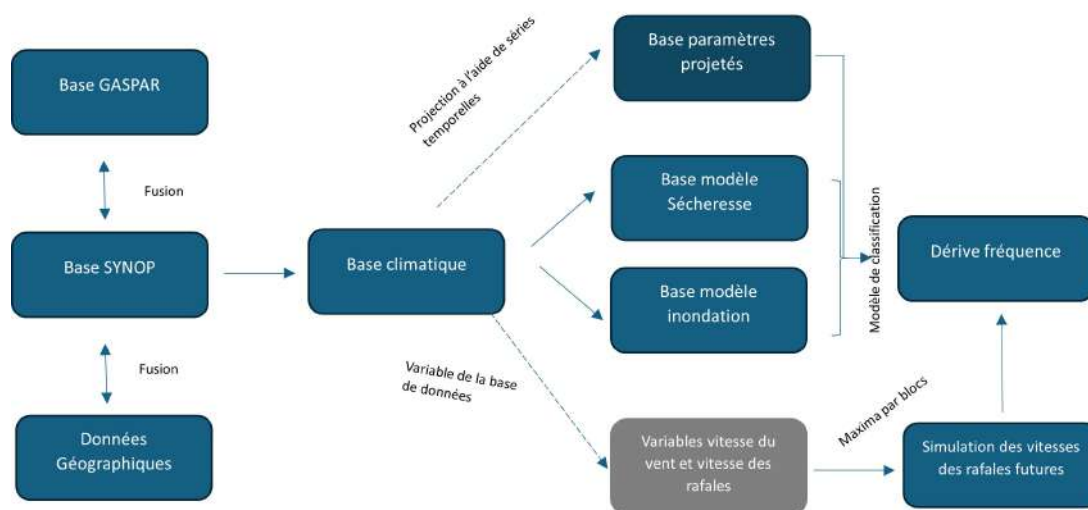 Base GASPAR
Fusion
Base SYNOP
Fusion
Données
Géographiques
Base climatique
Projection à l'aide de séries
temporelles
Variable de la base
de données
Base paramètres
projetés
Base modèle
Sécheresse
Base modèle
inondation
Variables vitesse du
vent et vitesse des
rafales
Modèle de classification
Maxima par blocs
Dérive fréquence
Simulation des vitesses
des rafales futures